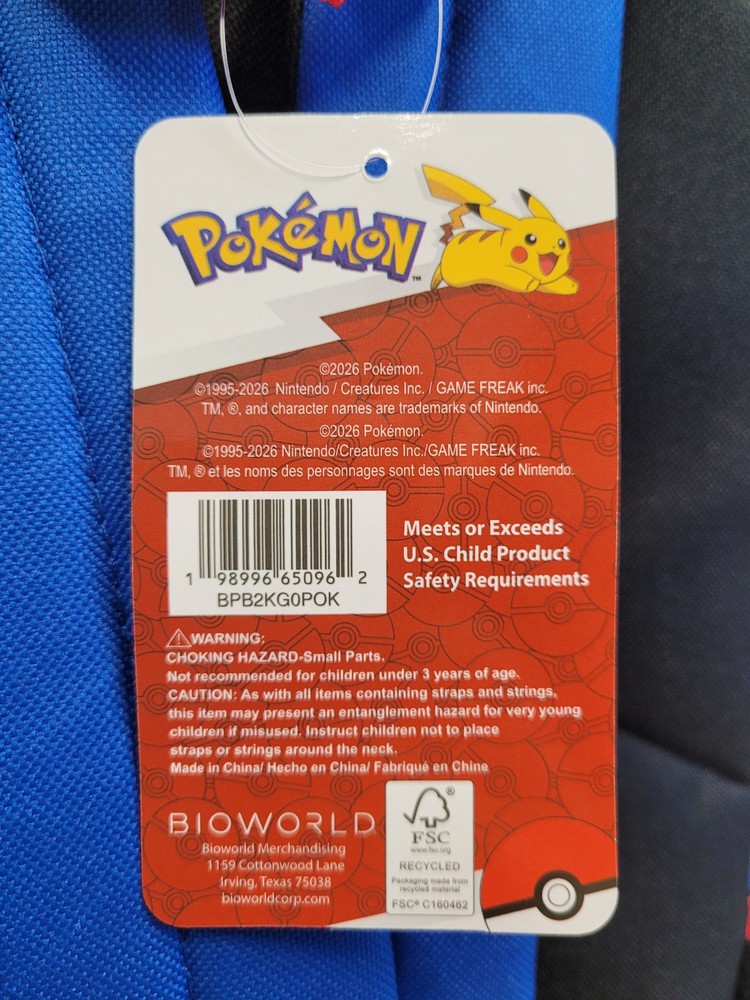 Pokémon™
©2026 Pokémon.
©1995-2026 Nintendo / Creatures Inc. / GAME FREAK inc.
TM, ®, and character names are trademarks of Nintendo.
©2026 Pokémon.
©1995-2026 Nintendo/Creatures Inc./GAME FREAK inc.
TM, ® et les noms des personnages sont des marques de Nintendo.
1 98996 65096 2
BPB2KG0POK
Meets or Exceeds
U.S. Child Product
Safety Requirements
⚠WARNING:
CHOKING HAZARD-Small Parts.
Not recommended for children under 3 years of age.
CAUTION: As with all items containing straps and strings,
this item may present an entanglement hazard for very young
children if misused. Instruct children not to place
straps or strings around the neck.
Made in China/ Hecho en China/ Fabriqué en Chine
BIOWORLD
Bioworld Merchandising
1159 Cottonwood Lane
Irving, Texas 75038
bioworldcorp.com
®
FSC
www.fsc.org
RECYCLED
Packaging made from
recycled material
FSC® C160462